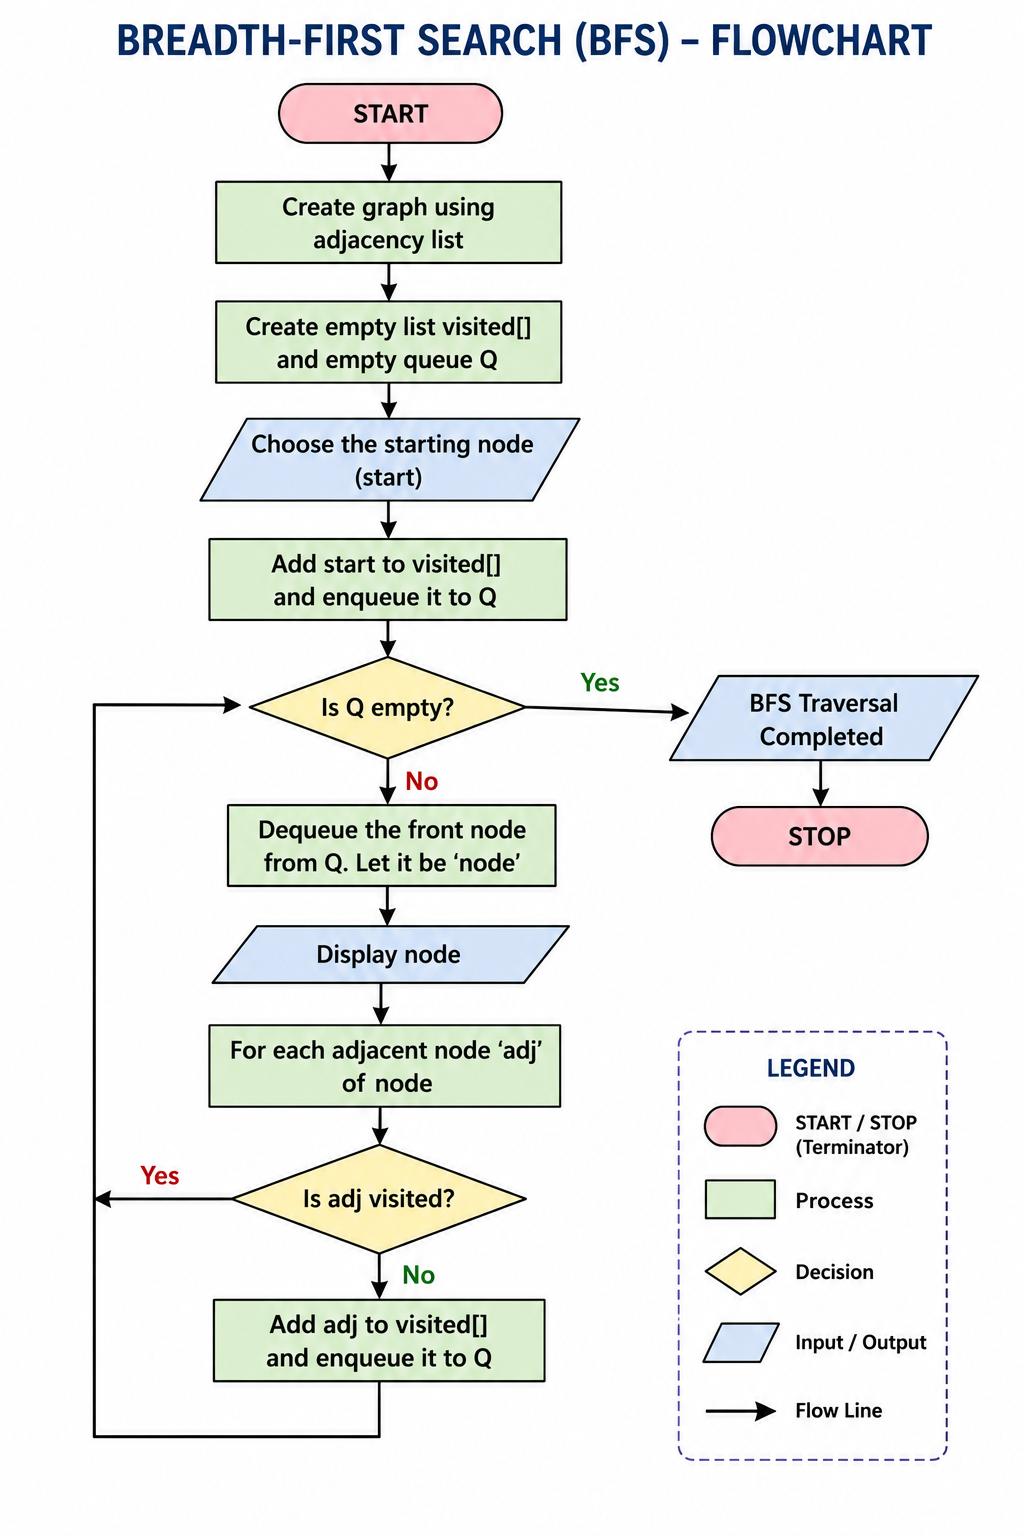 BREADTH-FIRST SEARCH (BFS) – FLOWCHART
START
Create graph using
adjacency list
Create empty list visited[]
and empty queue Q
Choose the starting node
(start)
Add start to visited[]
and enqueue it to Q
Is Q empty?
Yes
BFS Traversal
Completed
STOP
No
Dequeue the front node
from Q. Let it be ‘node’
Display node
For each adjacent node ‘adj’
of node
Is adj visited?
Yes
No
Add adj to visited[]
and enqueue it to Q
LEGEND
START / STOP
(Terminator)
Process
Decision
Input / Output
Flow Line